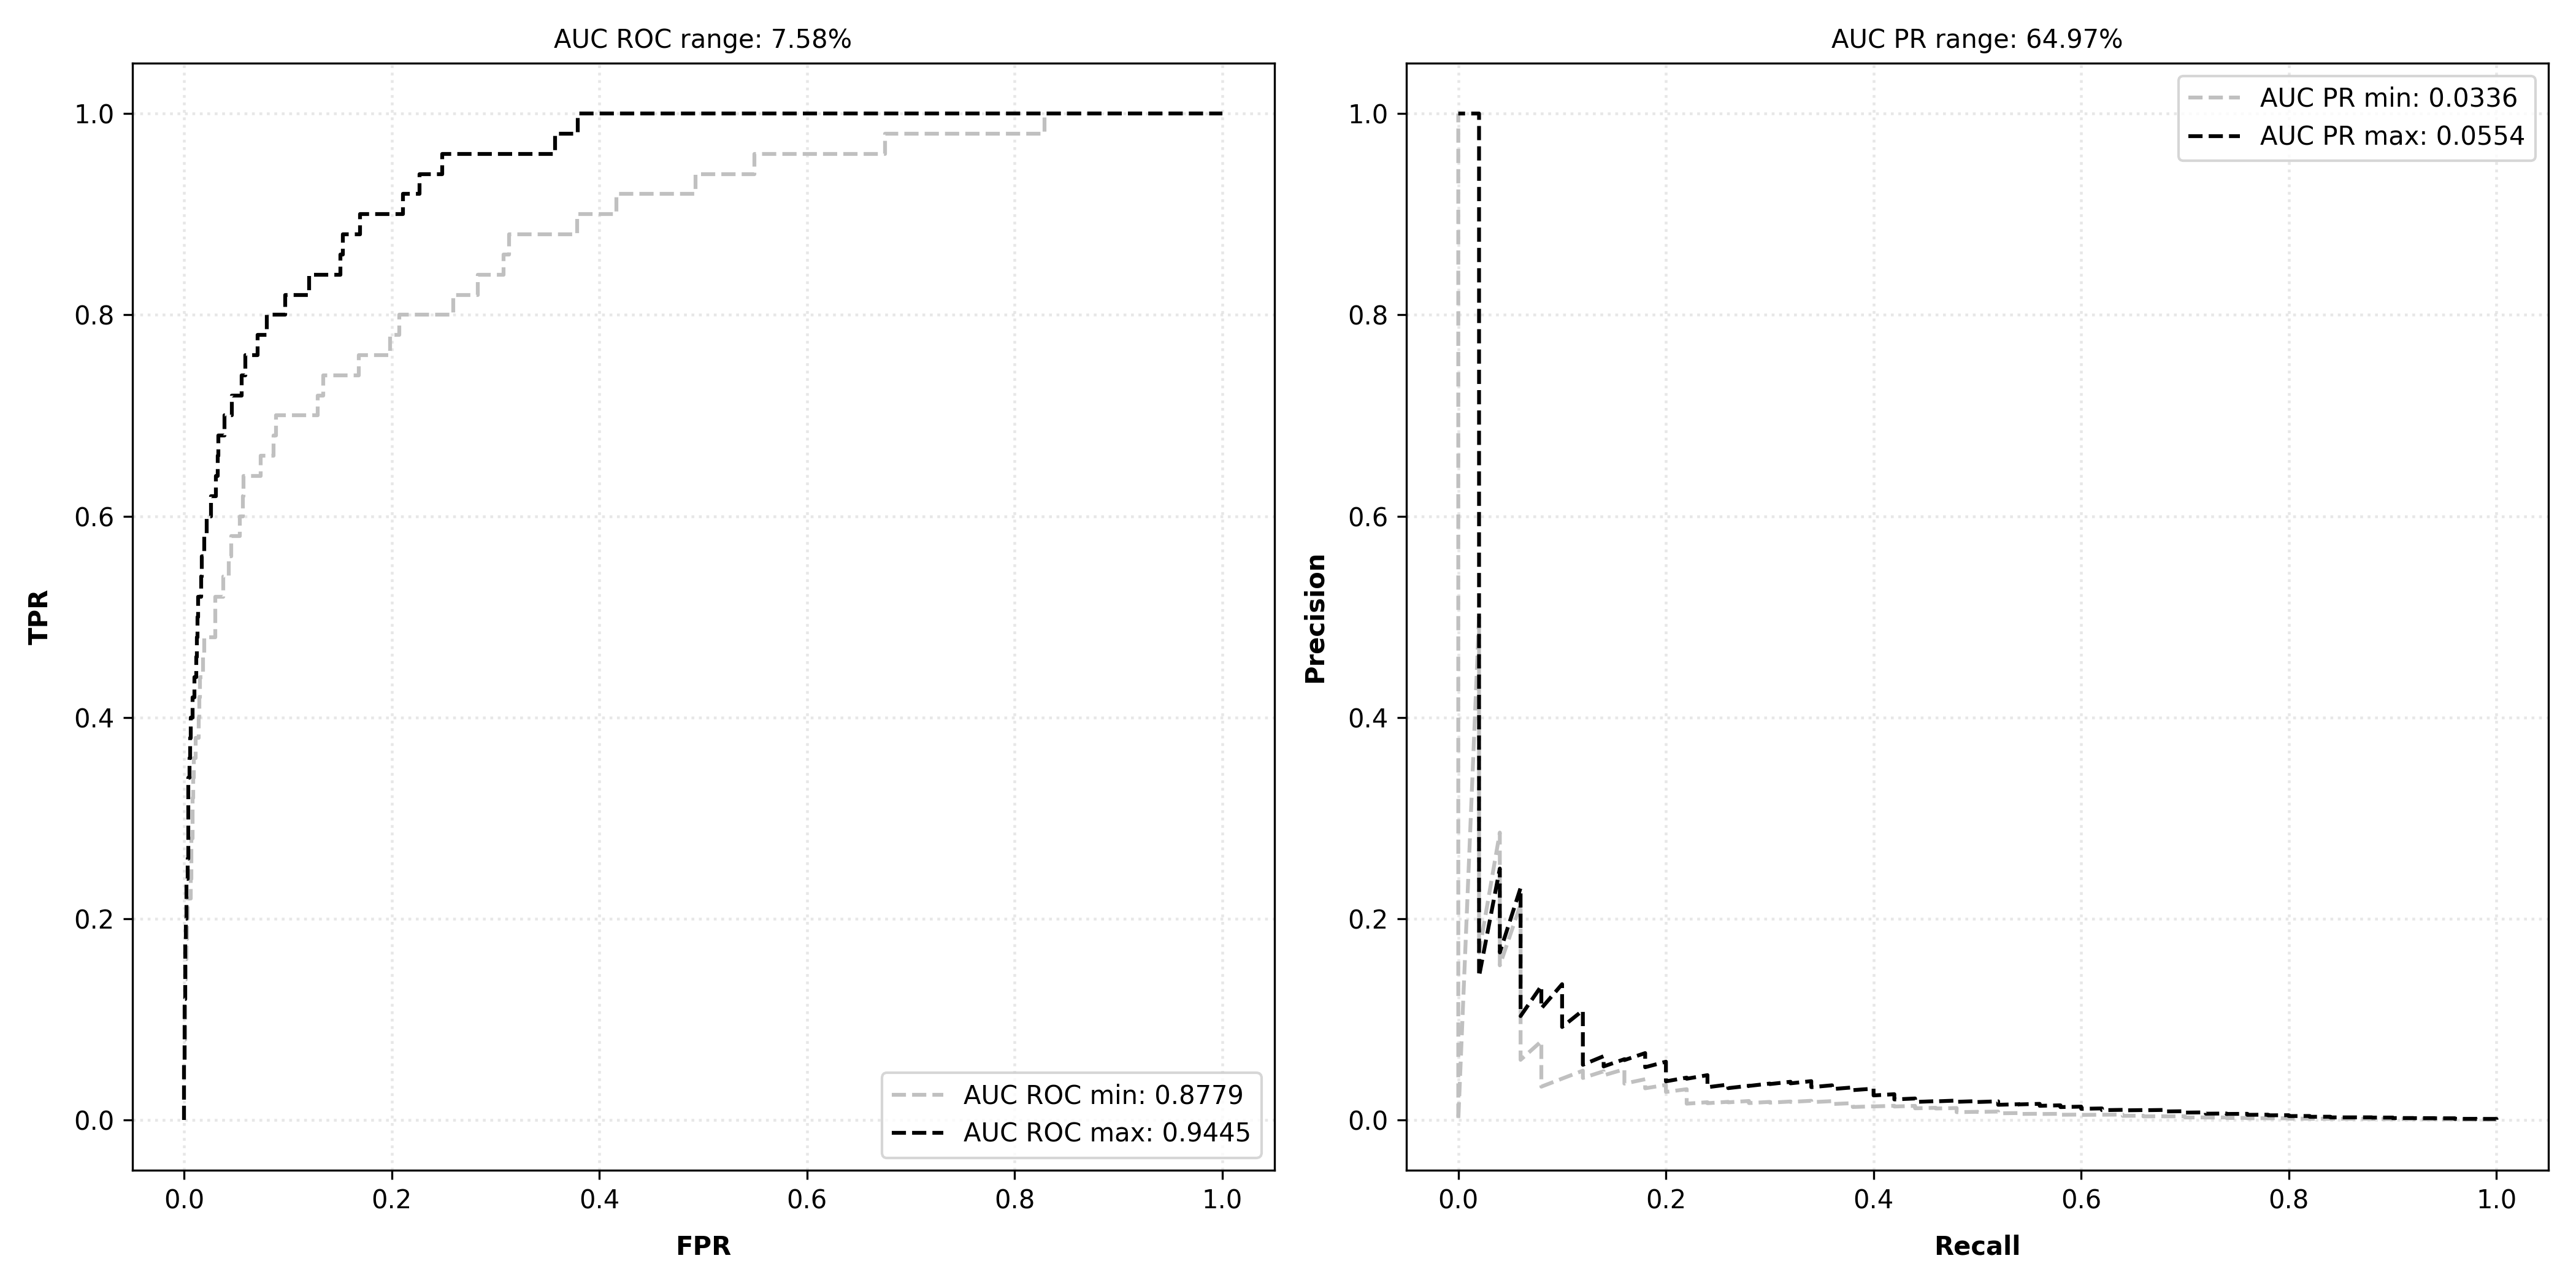 AUC ROC range: 7.58%
TPR
1.0
0.8
0.6
0.4
0.2
0.0
AUC ROC min: 0.8779
AUC ROC max: 0.9445
0.0 0.2 0.4 0.6 0.8 1.0
FPR
AUC PR range: 64.97%
Precision
1.0
0.8
0.6
0.4
0.2
0.0
AUC PR min: 0.0336
AUC PR max: 0.0554
0.0 0.2 0.4 0.6 0.8 1.0
Recall